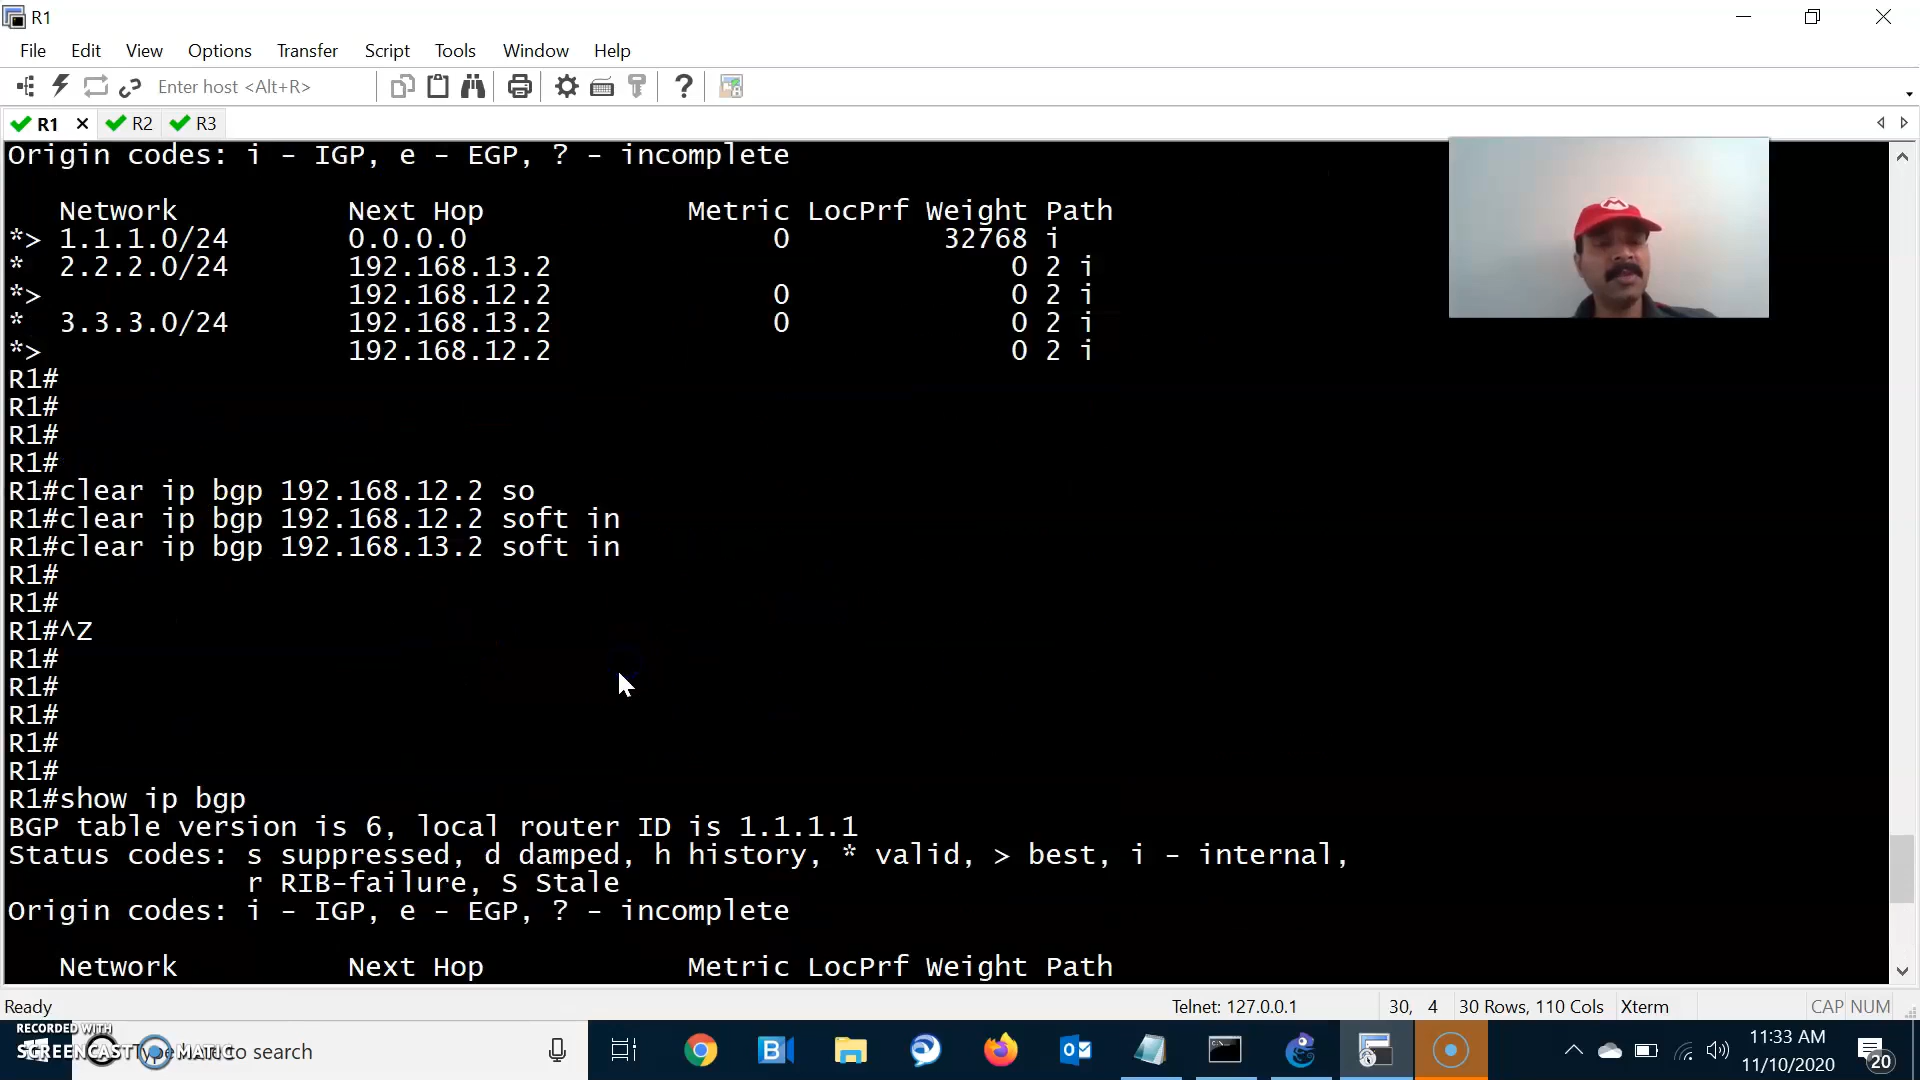 R1
File Edit View Options Transfer Script Tools Window Help
Enter host <Alt+R>
R1 R2 R3
Origin codes: i - IGP, e - EGP, ? - incomplete
Network Next Hop Metric LocPrf Weight Path
*> 1.1.1.0/24 0.0.0.0 0 32768 i
* 2.2.2.0/24 192.168.13.2 0 2 i
*> 192.168.12.2 0 0 2 i
* 3.3.3.0/24 192.168.13.2 0 0 2 i
*> 192.168.12.2 0 2 i
R1#
R1#
R1#
R1#
R1#clear ip bgp 192.168.12.2 so
R1#clear ip bgp 192.168.12.2 soft in
R1#clear ip bgp 192.168.13.2 soft in
R1#
R1#
R1#^Z
R1#
R1#
R1#
R1#
R1#
R1#show ip bgp
BGP table version is 6, local router ID is 1.1.1.1
Status codes: s suppressed, d damped, h history, * valid, > best, i - internal,
r RIB-failure, S Stale
Origin codes: i - IGP, e - EGP, ? - incomplete
Network Next Hop Metric LocPrf Weight Path
Ready Telnet: 127.0.0.1 30, 4 30 Rows, 110 Cols Xterm CAP NUM
RECORDED WITH
SCREENCAST MATIC
to search
11:33 AM
11/10/2020
20